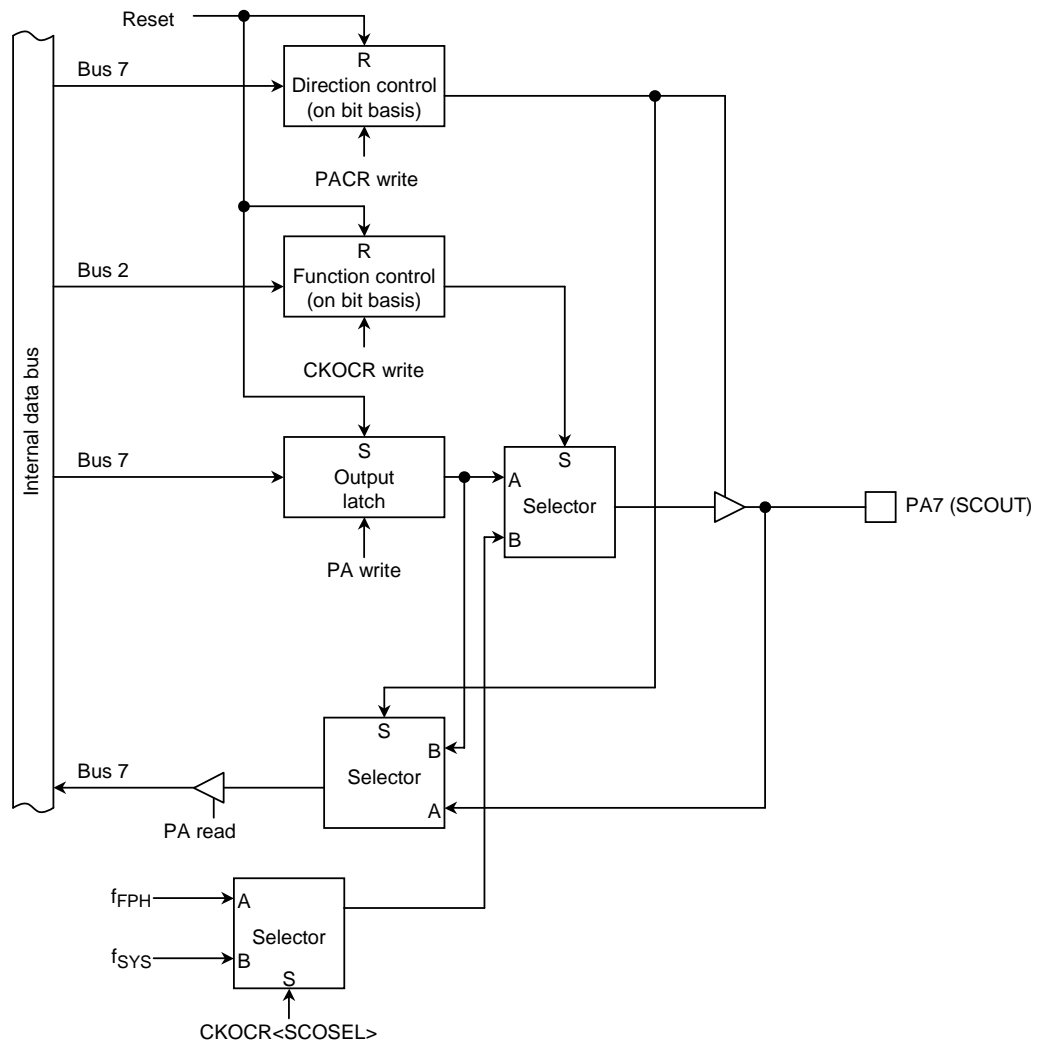 Reset
Bus 7
R
Direction control
(on bit basis)
PACR write
Bus 2
R
Function control
(on bit basis)
CKOCR write
Internal data bus
Bus 7
S
Output
latch
PA write
S
A
Selector
B
PA7 (SCOUT)
S
B
Selector
A
Bus 7
PA read
fFPH
A
Selector
fSYS
B
S
CKOCR<SCOSEL>